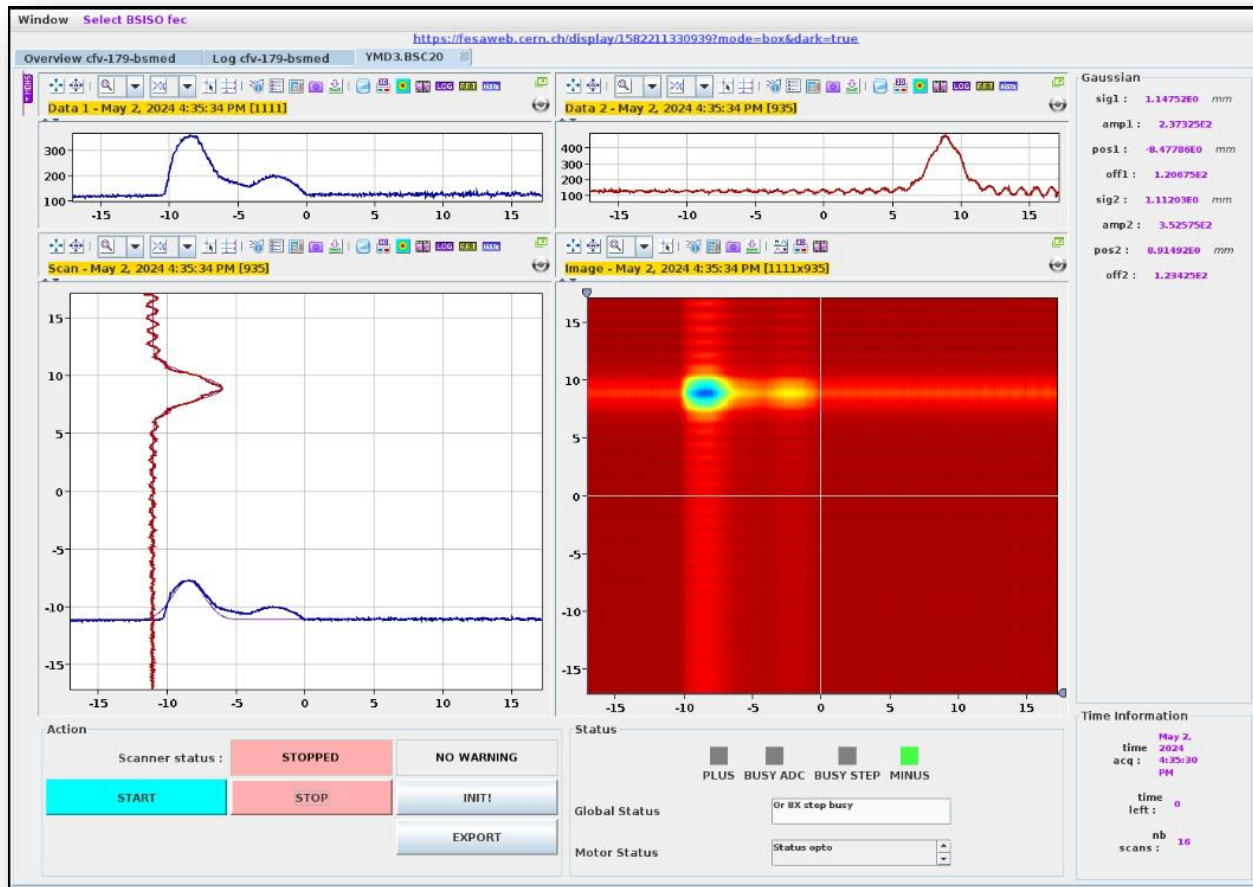 Window Select BSISO fec
https://fesaweb.cern.ch/display/1582211330939?mode=box&dark=true
Overview cfv-179-bsmed Log cfv-179-bsmed YMD3.BSC20
LOG
Data 1 - May 2, 2024 4:35:34 PM [1111]
300
200
100
-15 -10 -5 0 5 10 15
LOG
Data 2 - May 2, 2024 4:35:34 PM [935]
400
300
200
100
-15 -10 -5 0 5 10 15
LOG
Scan - May 2, 2024 4:35:34 PM [935]
15
10
5
0
-5
-10
-15
-15 -10 -5 0 5 10 15
Image - May 2, 2024 4:35:34 PM [1111x935]
15
10
5
0
-5
-10
-15
-15 -10 -5 0 5 10 15
Gaussian
sig1 : 1.14752E0 mm
amp1 : 2.37325E2
pos1 : -8.47786E0 mm
off1 : 1.20675E2
sig2 : 1.11203E0 mm
amp2 : 3.52575E2
pos2 : 8.91492E0 mm
off2 : 1.23425E2
Action
Scanner status : STOPPED NO WARNING
START STOP INIT!
EXPORT
Status
PLUS BUSY ADC BUSY STEP MINUS
Global Status Or 8X step busy
Motor Status Status opto
Time Information
time acq : May 2, 2024 4:35:30 PM
time left : 0
nb scans : 16